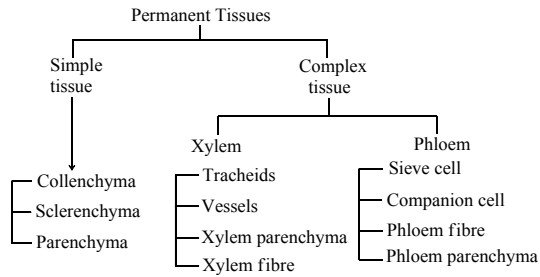 Permanent Tissues
Simple
tissue
Complex
tissue
Xylem
Phloem
Collenchyma
Sclerenchyma
Parenchyma
Tracheids
Vessels
Xylem parenchyma
Xylem fibre
Sieve cell
Companion cell
Phloem fibre
Phloem parenchyma